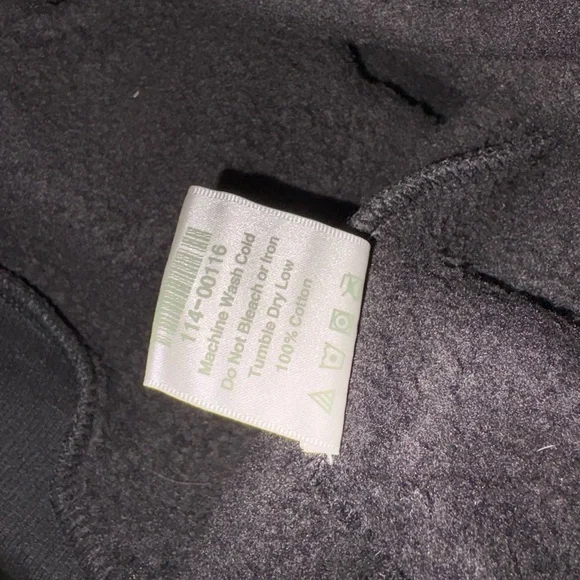 114-00116
Machine Wash Cold
Do Not Bleach or Iron
Tumble Dry Low
100% Cotton